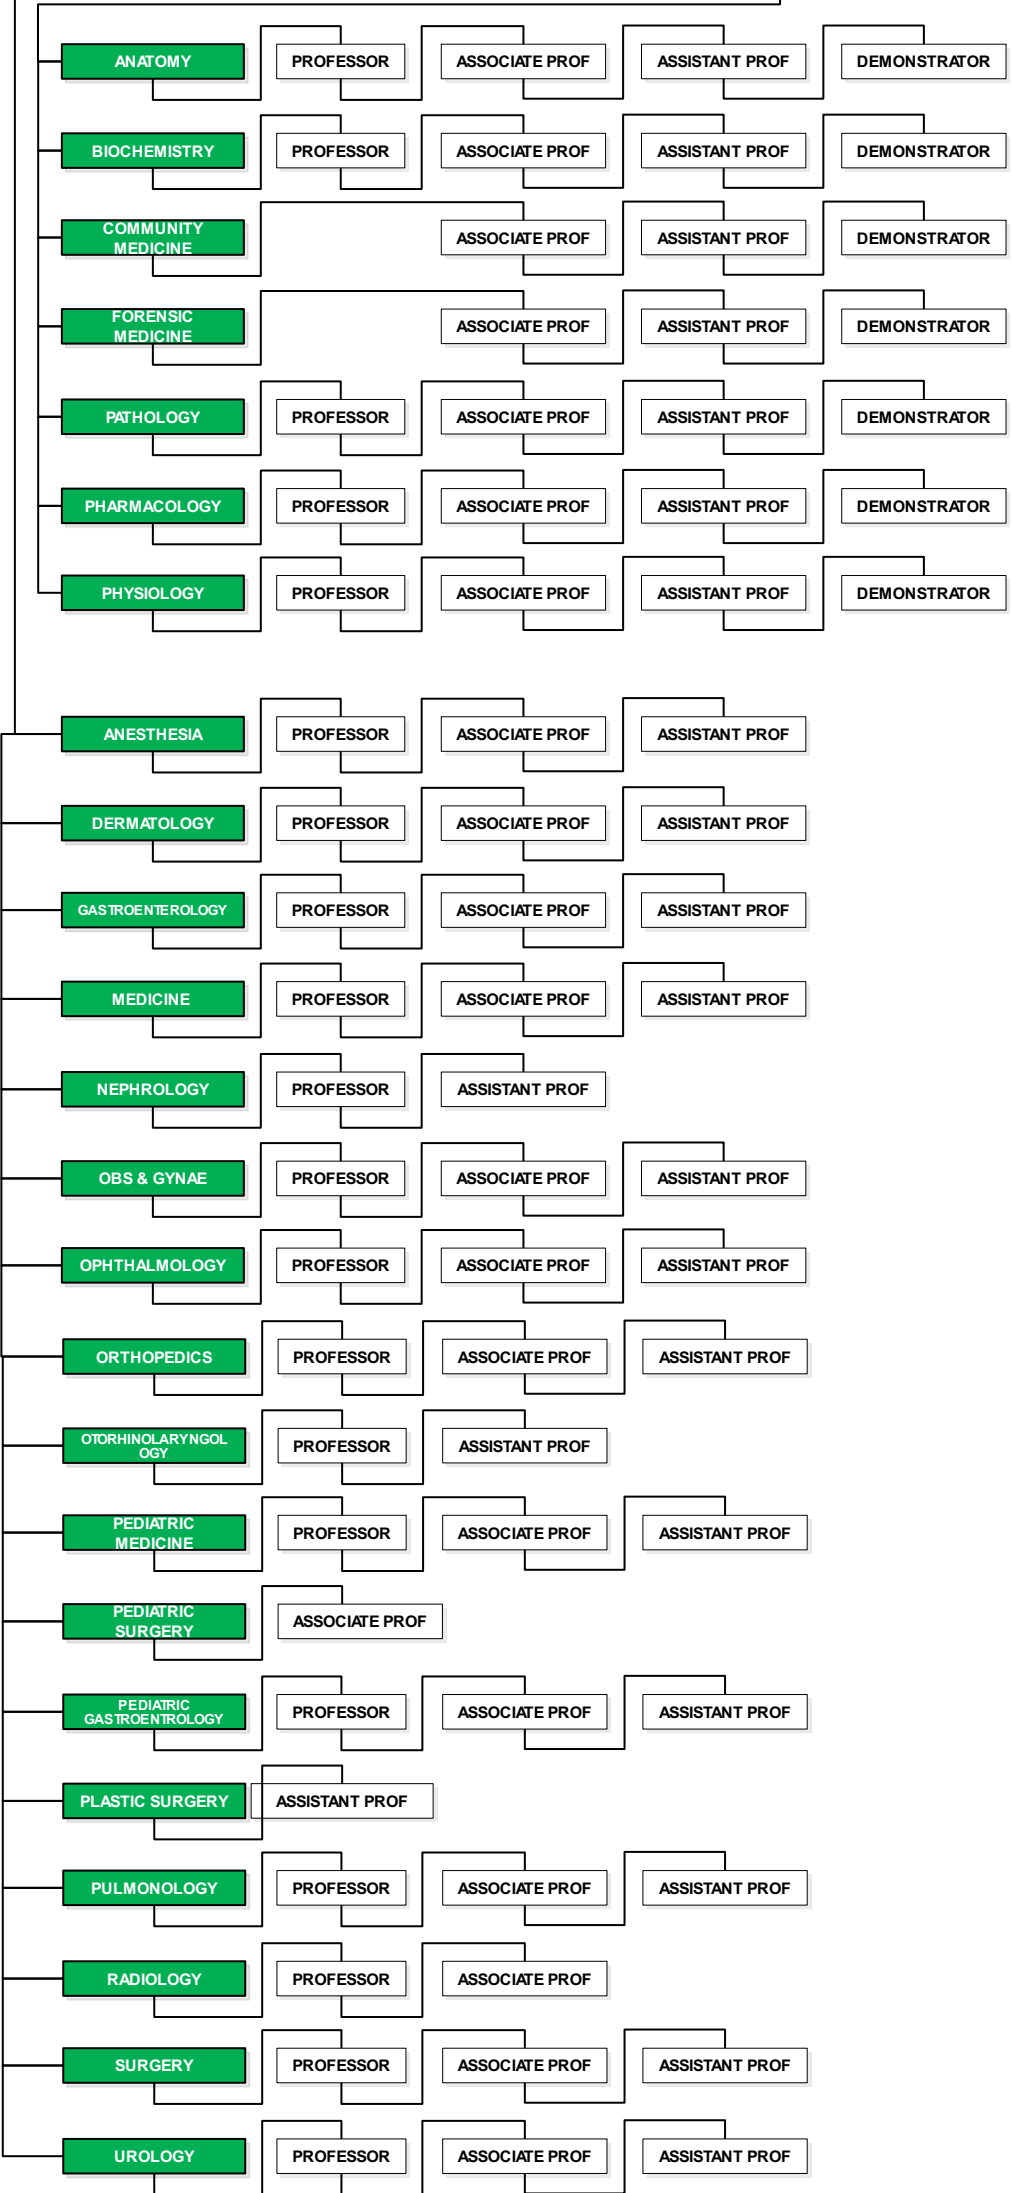 ANATOMY PROFESSOR ASSOCIATE PROF ASSISTANT PROF DEMONSTRATOR
BIOCHEMISTRY PROFESSOR ASSOCIATE PROF ASSISTANT PROF DEMONSTRATOR
COMMUNITY
MEDICINE ASSOCIATE PROF ASSISTANT PROF DEMONSTRATOR
FORENSIC
MEDICINE ASSOCIATE PROF ASSISTANT PROF DEMONSTRATOR
PATHOLOGY PROFESSOR ASSOCIATE PROF ASSISTANT PROF DEMONSTRATOR
PHARMACOLOGY PROFESSOR ASSOCIATE PROF ASSISTANT PROF DEMONSTRATOR
PHYSIOLOGY PROFESSOR ASSOCIATE PROF ASSISTANT PROF DEMONSTRATOR
ANESTHESIA PROFESSOR ASSOCIATE PROF ASSISTANT PROF
DERMATOLOGY PROFESSOR ASSOCIATE PROF ASSISTANT PROF
GASTROENTEROLOGY PROFESSOR ASSOCIATE PROF ASSISTANT PROF
MEDICINE PROFESSOR ASSOCIATE PROF ASSISTANT PROF
NEPHROLOGY PROFESSOR ASSISTANT PROF
OBS & GYNAE PROFESSOR ASSOCIATE PROF ASSISTANT PROF
OPHTHALMOLOGY PROFESSOR ASSOCIATE PROF ASSISTANT PROF
ORTHOPEDICS PROFESSOR ASSOCIATE PROF ASSISTANT PROF
OTORHINOLARYNGOL
OGY PROFESSOR ASSISTANT PROF
PEDIATRIC
MEDICINE PROFESSOR ASSOCIATE PROF ASSISTANT PROF
PEDIATRIC
SURGERY ASSOCIATE PROF
PEDIATRIC
GASTROENTROLOGY PROFESSOR ASSOCIATE PROF ASSISTANT PROF
PLASTIC SURGERY ASSISTANT PROF
PULMONOLOGY PROFESSOR ASSOCIATE PROF ASSISTANT PROF
RADIOLOGY PROFESSOR ASSOCIATE PROF
SURGERY PROFESSOR ASSOCIATE PROF ASSISTANT PROF
UROLOGY PROFESSOR ASSOCIATE PROF ASSISTANT PROF